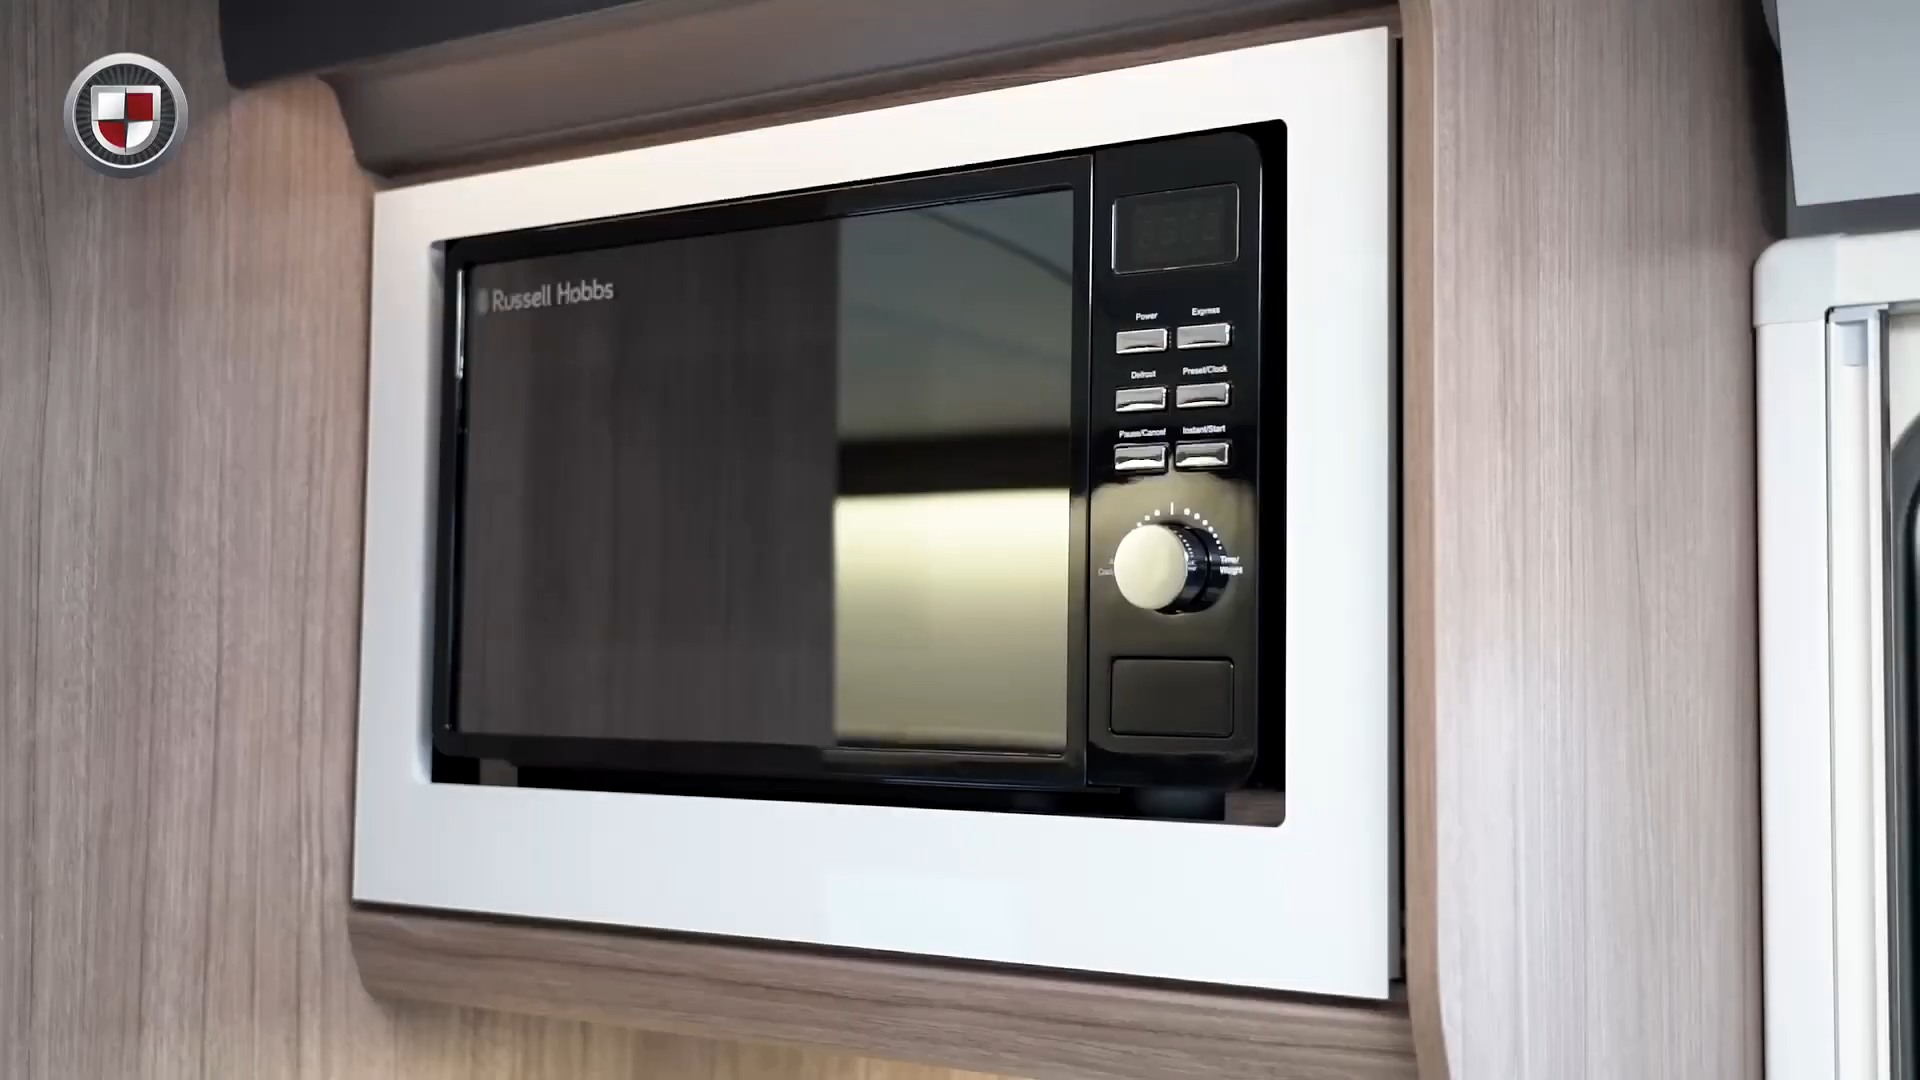 Russell Hobbs
Power
Express
Defrost
Preset/Clock
Pause/Cancel
Instant/Start
Time/
Weight